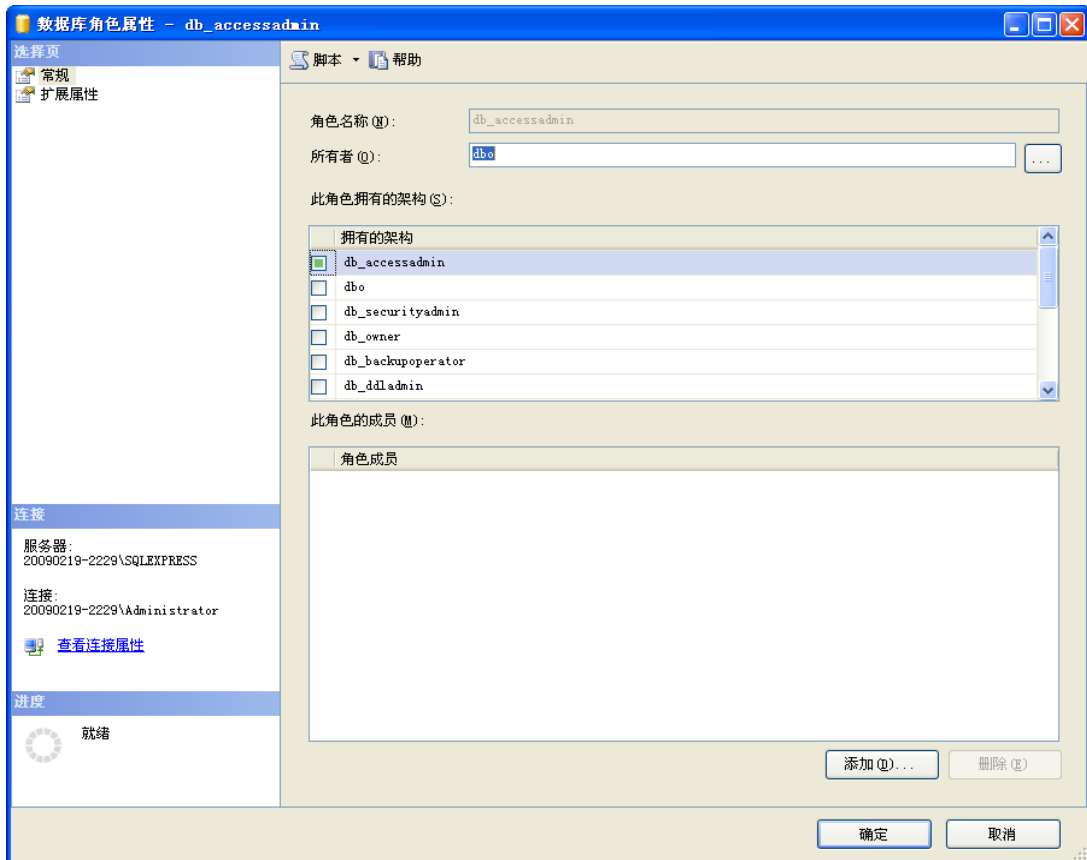 数据库角色属性 - db_accessadmin
选择页
常规
扩展属性
脚本 帮助
角色名称(N):
db_accessadmin
所有者(O):
dbo
...
此角色拥有的架构(S):
拥有的架构
db_accessadmin
dbo
db_securityadmin
db_owner
db_backupoperator
db_ddladmin
此角色的成员(M):
角色成员
连接
服务器:
20090219-2229\SQLEXPRESS
连接:
20090219-2229\Administrator
查看连接属性
进度
就绪
添加(D)...
删除(E)
确定
取消